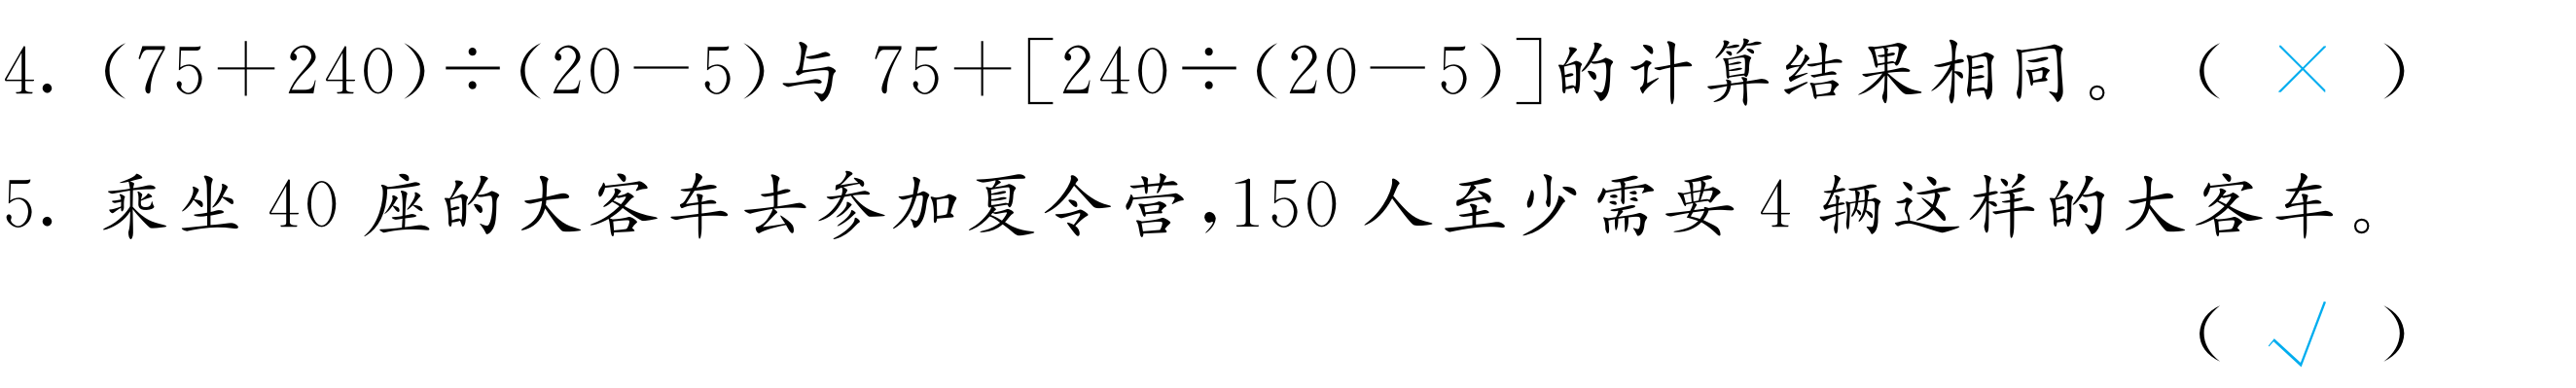 4. (75+240)÷(20-5)与 75+[240÷(20-5)]的计算结果相同。 ( × )
5. 乘坐 40 座的大客车去参加夏令营,150 人至少需要 4 辆这样的大客车。
( √ )